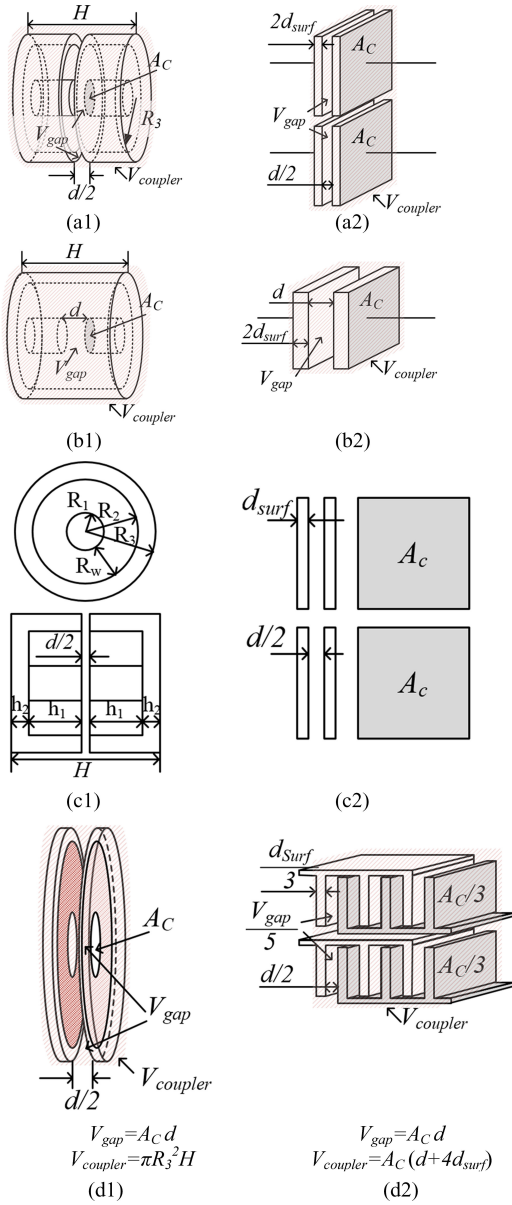 H
A_C
R_3
V_gap
V_coupler
d/2
(a1)
2d_surf
A_C
V_gap
A_C
d/2
V_coupler
(a2)
H
d
A_C
V_gap
V_coupler
(b1)
d
A_C
2d_surf
V_gap
V_coupler
(b2)
R_1
R_2
R_3
R_w
d/2
h_2
h_1
h_1
h_2
H
(c1)
d_surf
A_c
d/2
A_c
(c2)
A_C
V_gap
V_coupler
d/2
V_gap=A_C d
V_coupler=πR_3^2H
(d1)
d_Surf
3
V_gap
5
A_C/3
A_C/3
d/2
V_coupler
V_gap=A_C d
V_coupler=A_C(d+4d_surf)
(d2)